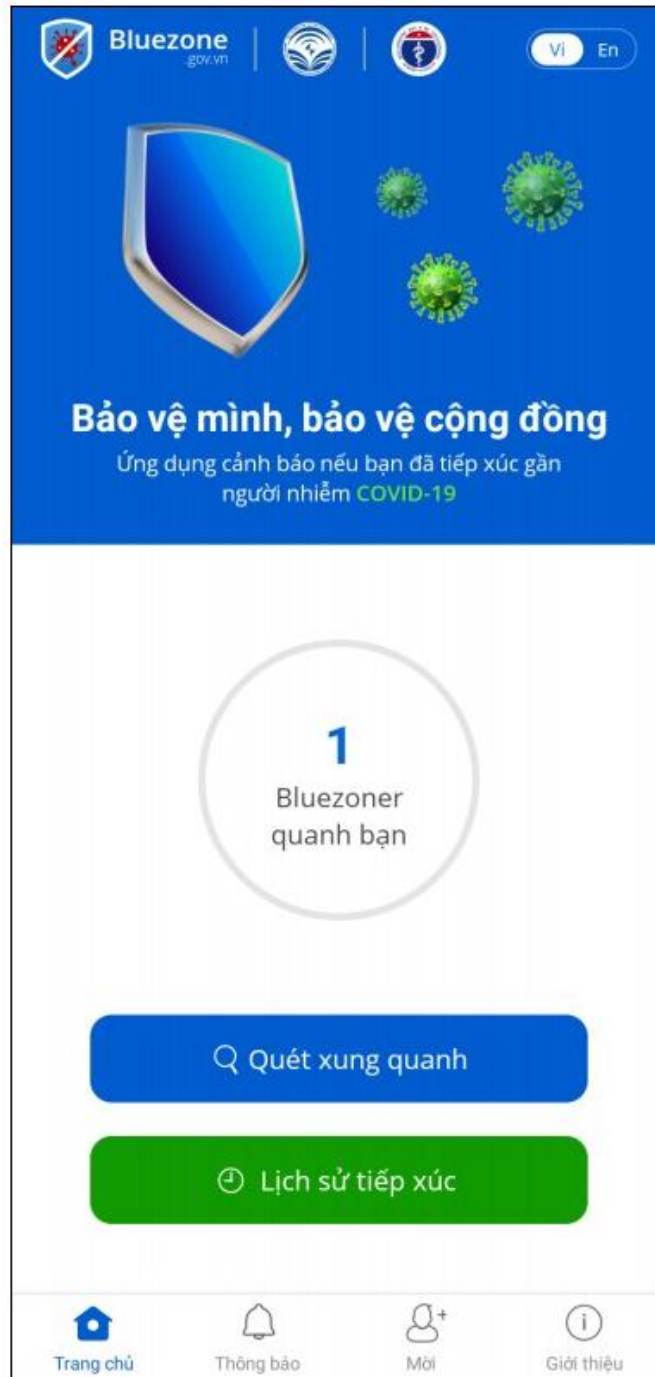 Bluezone
.gov.vn
Vi En
Bảo vệ mình, bảo vệ cộng đồng
Ứng dụng cảnh báo nếu bạn đã tiếp xúc gần
người nhiễm COVID-19
1
Bluezoner
quanh bạn
Quét xung quanh
Lịch sử tiếp xúc
Trang chủ Thông báo Mời Giới thiệu